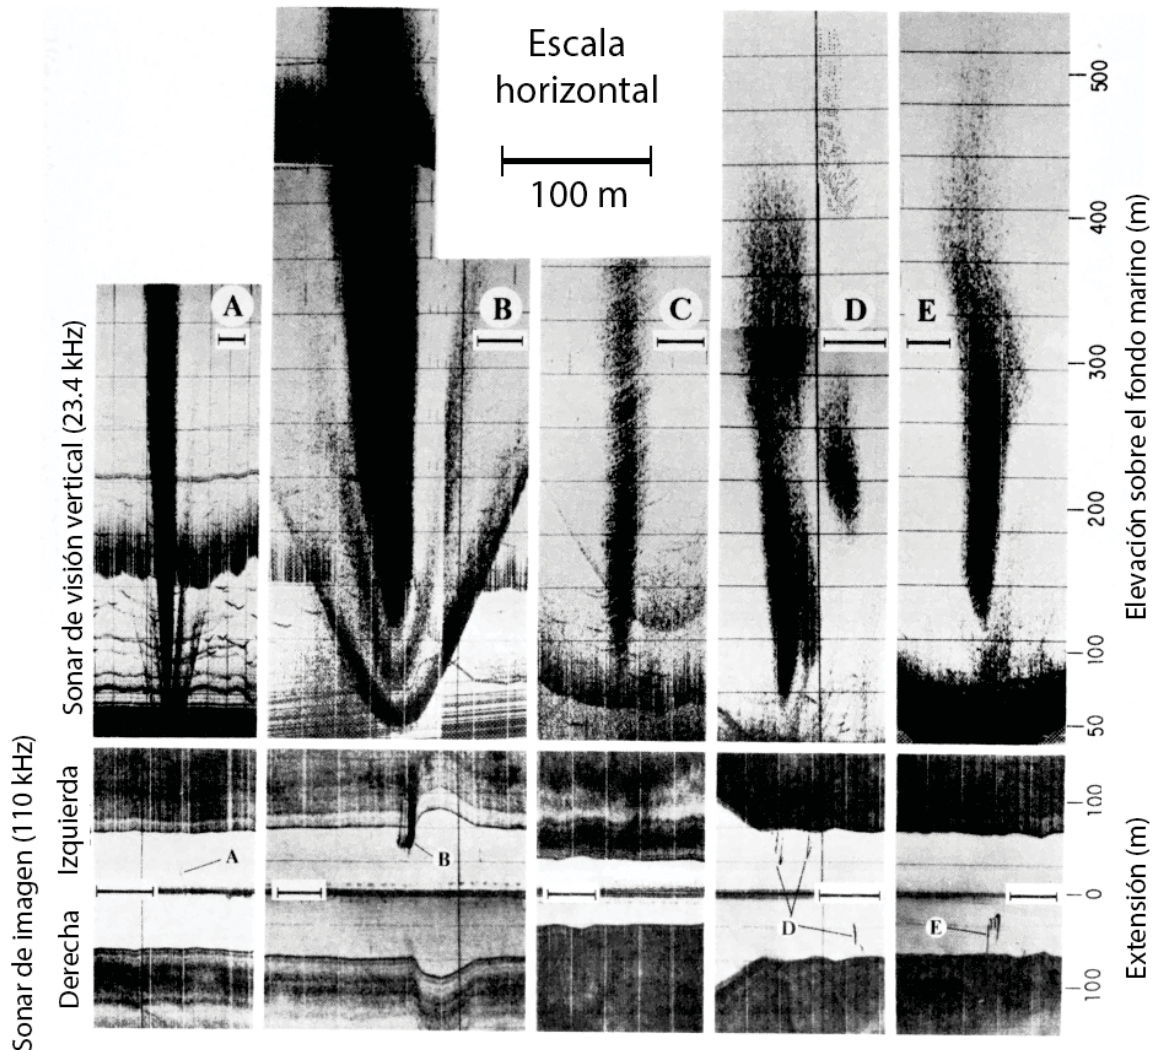 Escala
horizontal
100 m
A
B
C
D
E
Sonar de visión vertical (23.4 kHz)
500
400
300
200
100
50
Elevación sobre el fondo marino (m)
Sonar de imagen (110 kHz)
Izquierda
Derecha
A
B
D
E
100
0
100
Extensión (m)